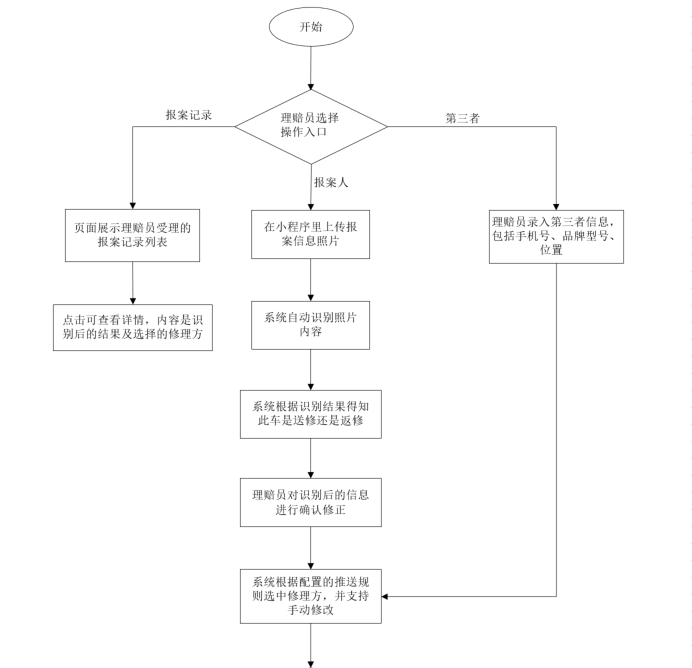 开始
理赔员选择
操作入口
报案记录
第三者
报案人
页面展示理赔员受理的
报案记录列表
在小程序里上传报
案信息照片
理赔员录入第三者信息，
包括手机号、品牌型号、
位置
点击可查看详情，内容是识
别后的结果及选择的修理方
系统自动识别照片
内容
系统根据识别结果得知
此车是送修还是返修
理赔员对识别后的信息
进行确认修正
系统根据配置的推送规
则选中修理方，并支持
手动修改